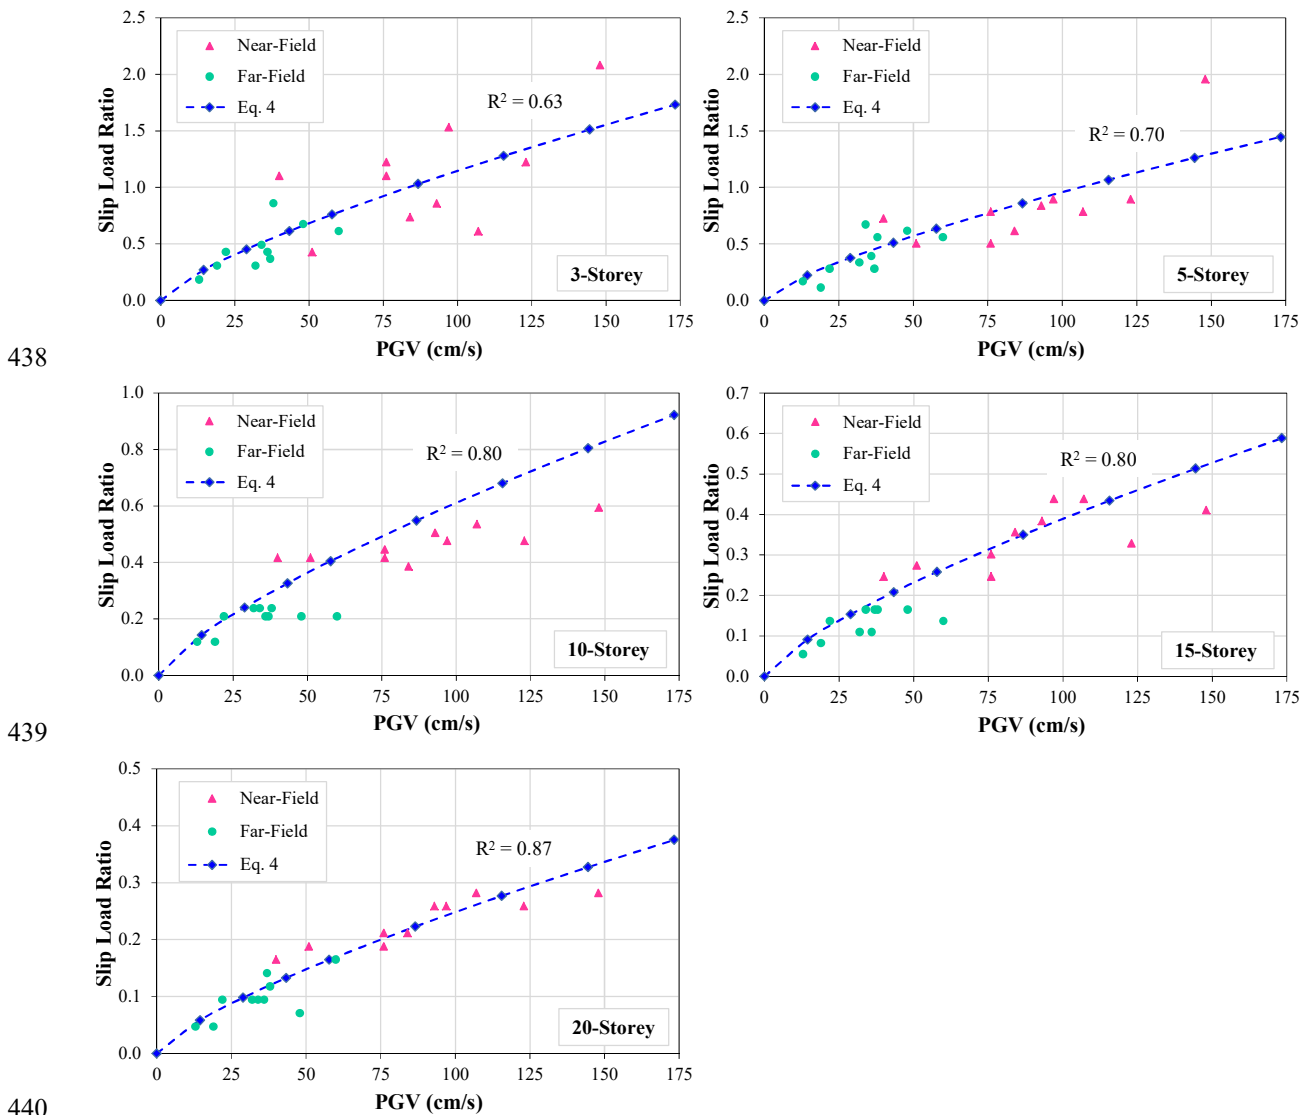 2.5
2.0
1.5
1.0
0.5
0.0
Slip Load Ratio
Near-Field
Far-Field
Eq. 4
R² = 0.63
3-Storey
0 25 50 75 100 125 150 175
PGV (cm/s)
2.5
2.0
1.5
1.0
0.5
0.0
Slip Load Ratio
Near-Field
Far-Field
Eq. 4
R² = 0.70
5-Storey
0 25 50 75 100 125 150 175
PGV (cm/s)
438
1.0
0.8
0.6
0.4
0.2
0.0
Slip Load Ratio
Near-Field
Far-Field
Eq. 4
R² = 0.80
10-Storey
0 25 50 75 100 125 150 175
PGV (cm/s)
0.7
0.6
0.5
0.4
0.3
0.2
0.1
0.0
Slip Load Ratio
Near-Field
Far-Field
Eq. 4
R² = 0.80
15-Storey
0 25 50 75 100 125 150 175
PGV (cm/s)
439
0.5
0.4
0.3
0.2
0.1
0.0
Slip Load Ratio
Near-Field
Far-Field
Eq. 4
R² = 0.87
20-Storey
0 25 50 75 100 125 150 175
PGV (cm/s)
440